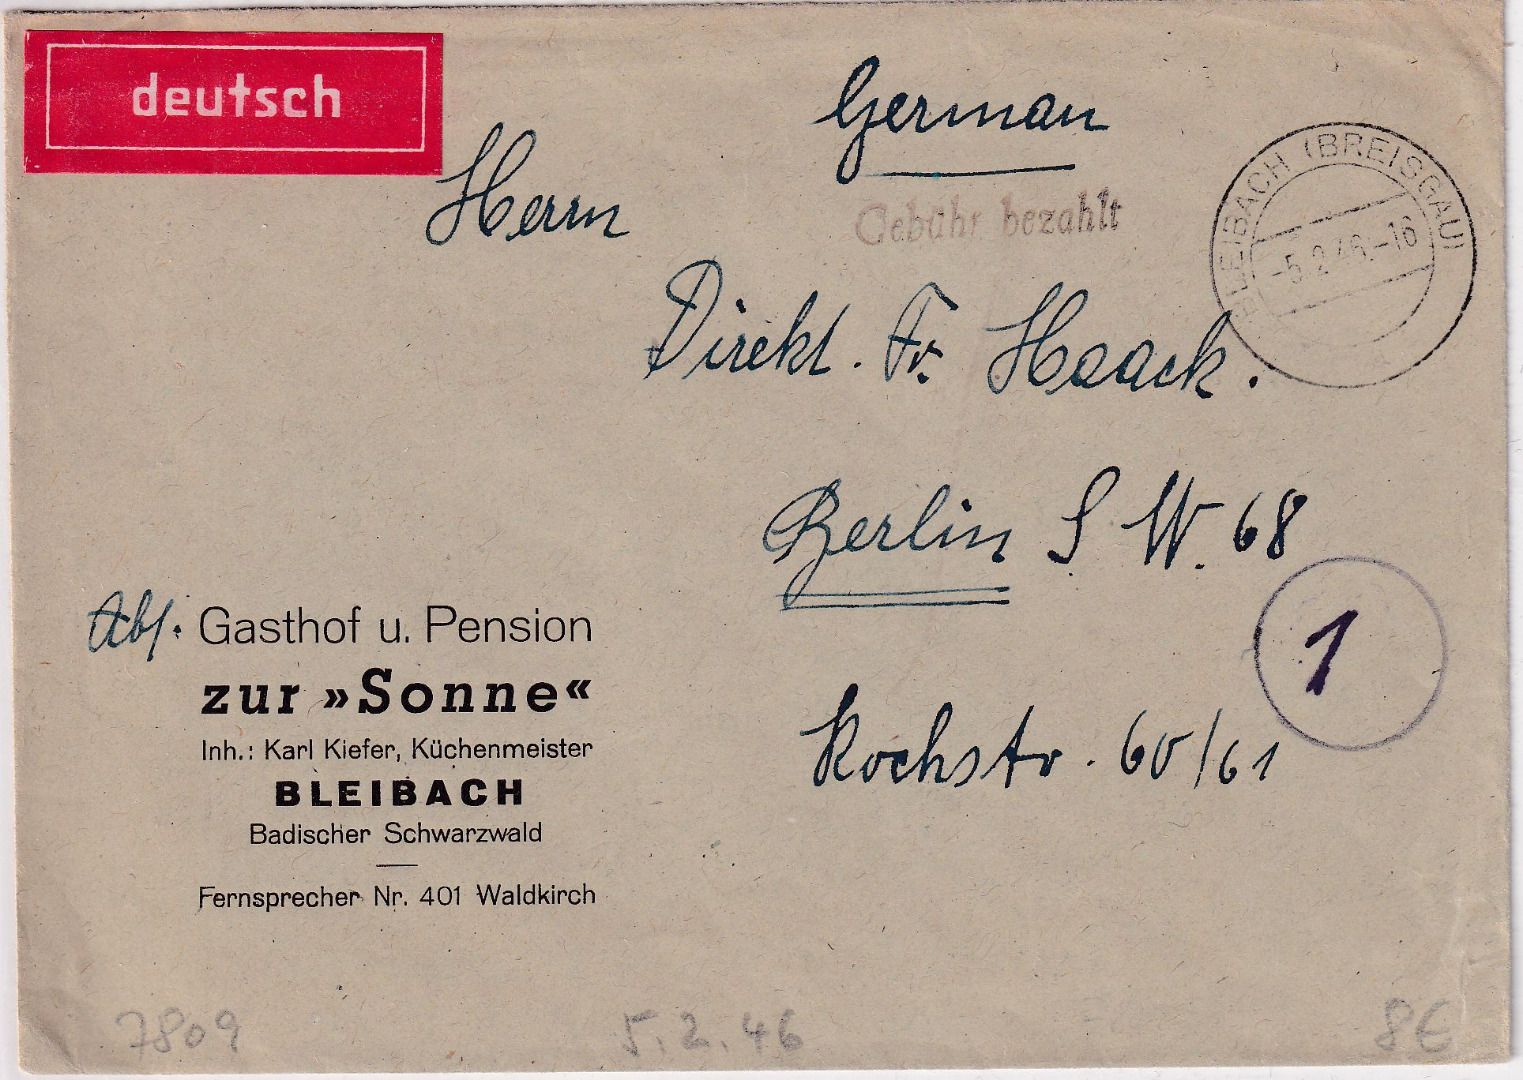 deutsch
German
Herrn
Gebühr bezahlt
BLEIBACH (BREISGAU)
-5.2.46.-16
Direkt. Fr. Haack.
Berlin S W. 68
1
Kochstr. 60/61
Abs. Gasthof u. Pension
zur »Sonne«
Inh.: Karl Kiefer, Küchenmeister
BLEIBACH
Badischer Schwarzwald
Fernsprecher Nr. 401 Waldkirch
7809 5.2.46 8€